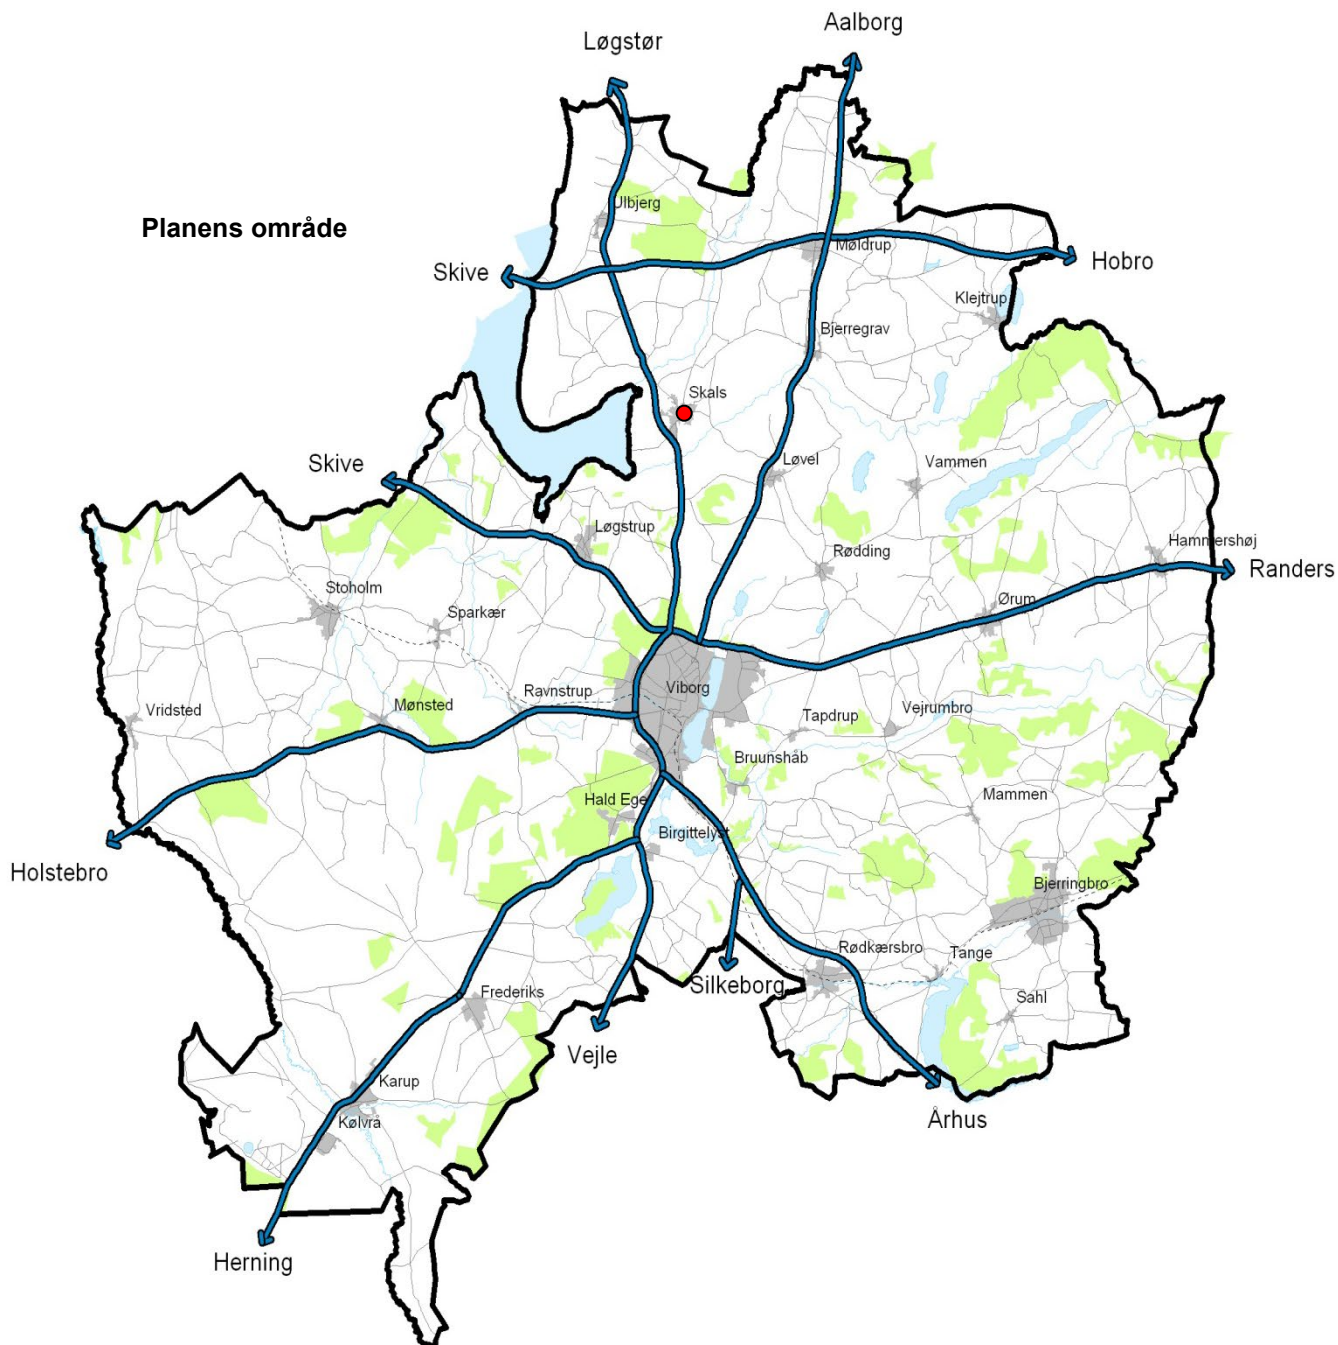 Aalborg
Løgstør
Ulbjerg
Planens område
Møldrup
Hobro
Skive
Klejtrup
Bjerregrav
Skals
Skive
Løvel
Vammen
Løgstrup
Rødding
Hammershøj
Randers
Stoholm
Sparkær
Ørum
Viborg
Ravnstrup
Mønsted
Vridsted
Tapdrup
Vejrumbro
Bruunshåb
Hald Ege
Mammen
Birgittelyst
Holstebro
Bjerringbro
Rødkærsbro
Tange
Silkeborg
Frederiks
Sahl
Vejle
Karup
Århus
Kølvrå
Herning